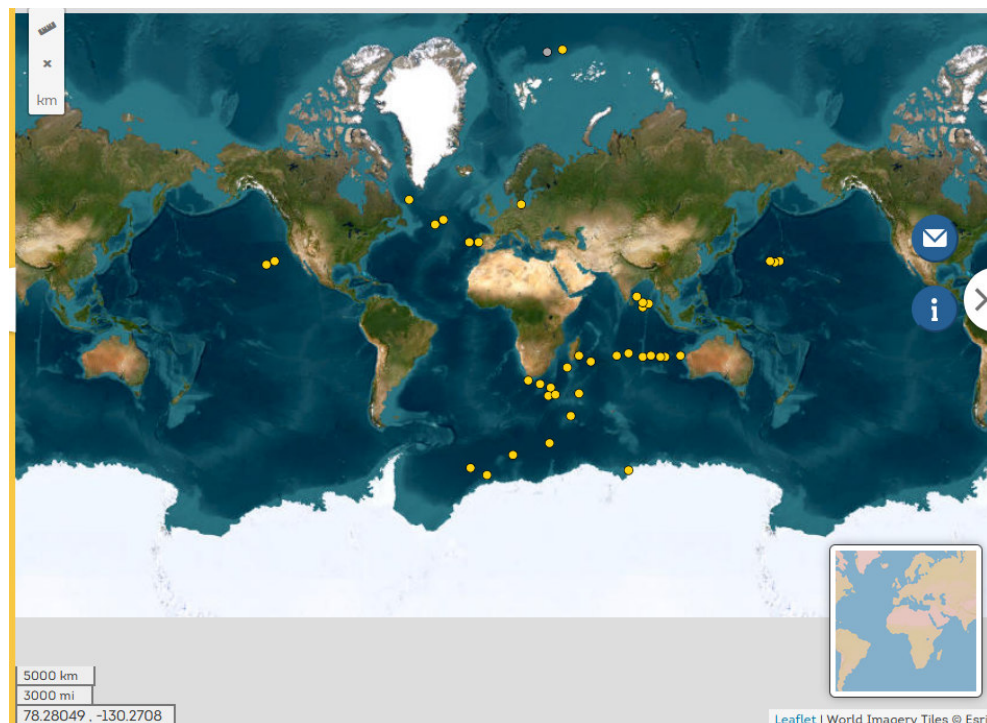 km
i
5000 km
3000 mi
78.28049 , -130.2708
Leaflet | World Imagery Tiles © Esri